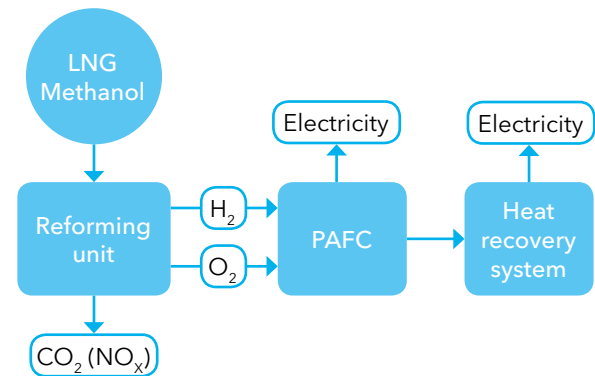 LNG
Methanol
Electricity
Electricity
Reforming
unit
H₂
O₂
PAFC
Heat
recovery
system
CO₂ (NOₓ)